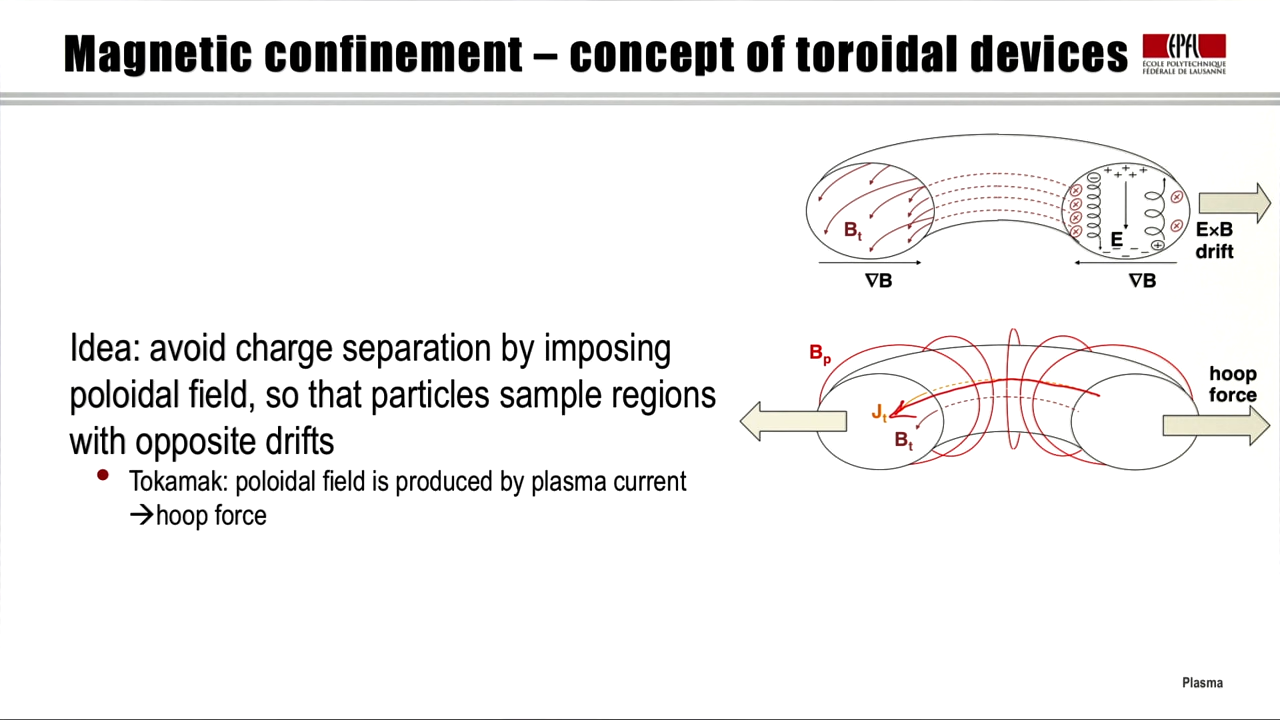 Magnetic confinement – concept of toroidal devices
EPFL
ÉCOLE POLYTECHNIQUE
FÉDÉRALE DE LAUSANNE
Bt
E
E×B
drift
∇B
∇B
Idea: avoid charge separation by imposing
poloidal field, so that particles sample regions
with opposite drifts
• Tokamak: poloidal field is produced by plasma current
→hoop force
Bp
hoop
force
Jt
Bt
Plasma